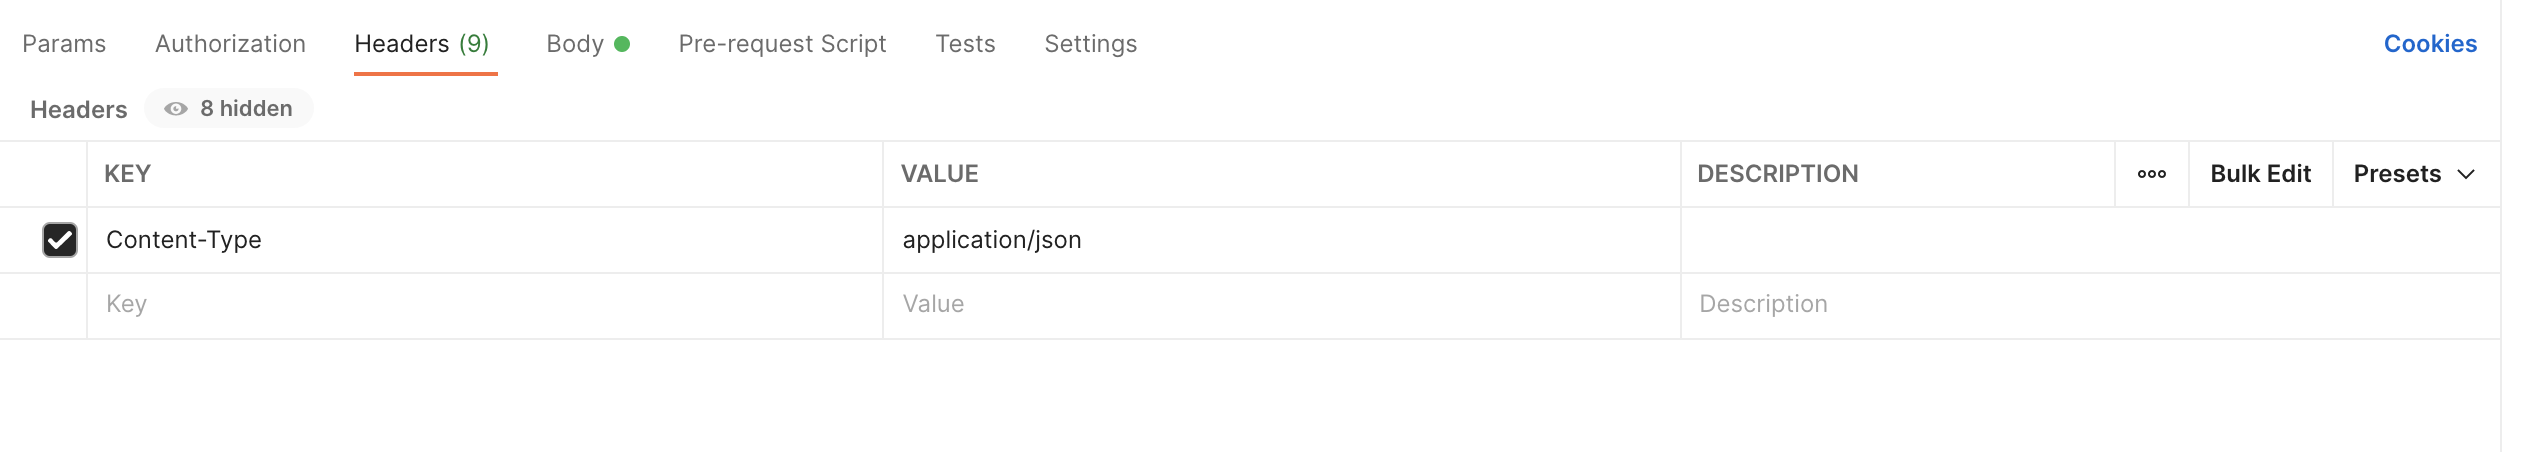 Params Authorization Headers (9) Body Pre-request Script Tests Settings Cookies
Headers 8 hidden
KEY VALUE DESCRIPTION Bulk Edit Presets
Content-Type application/json
Key Value Description